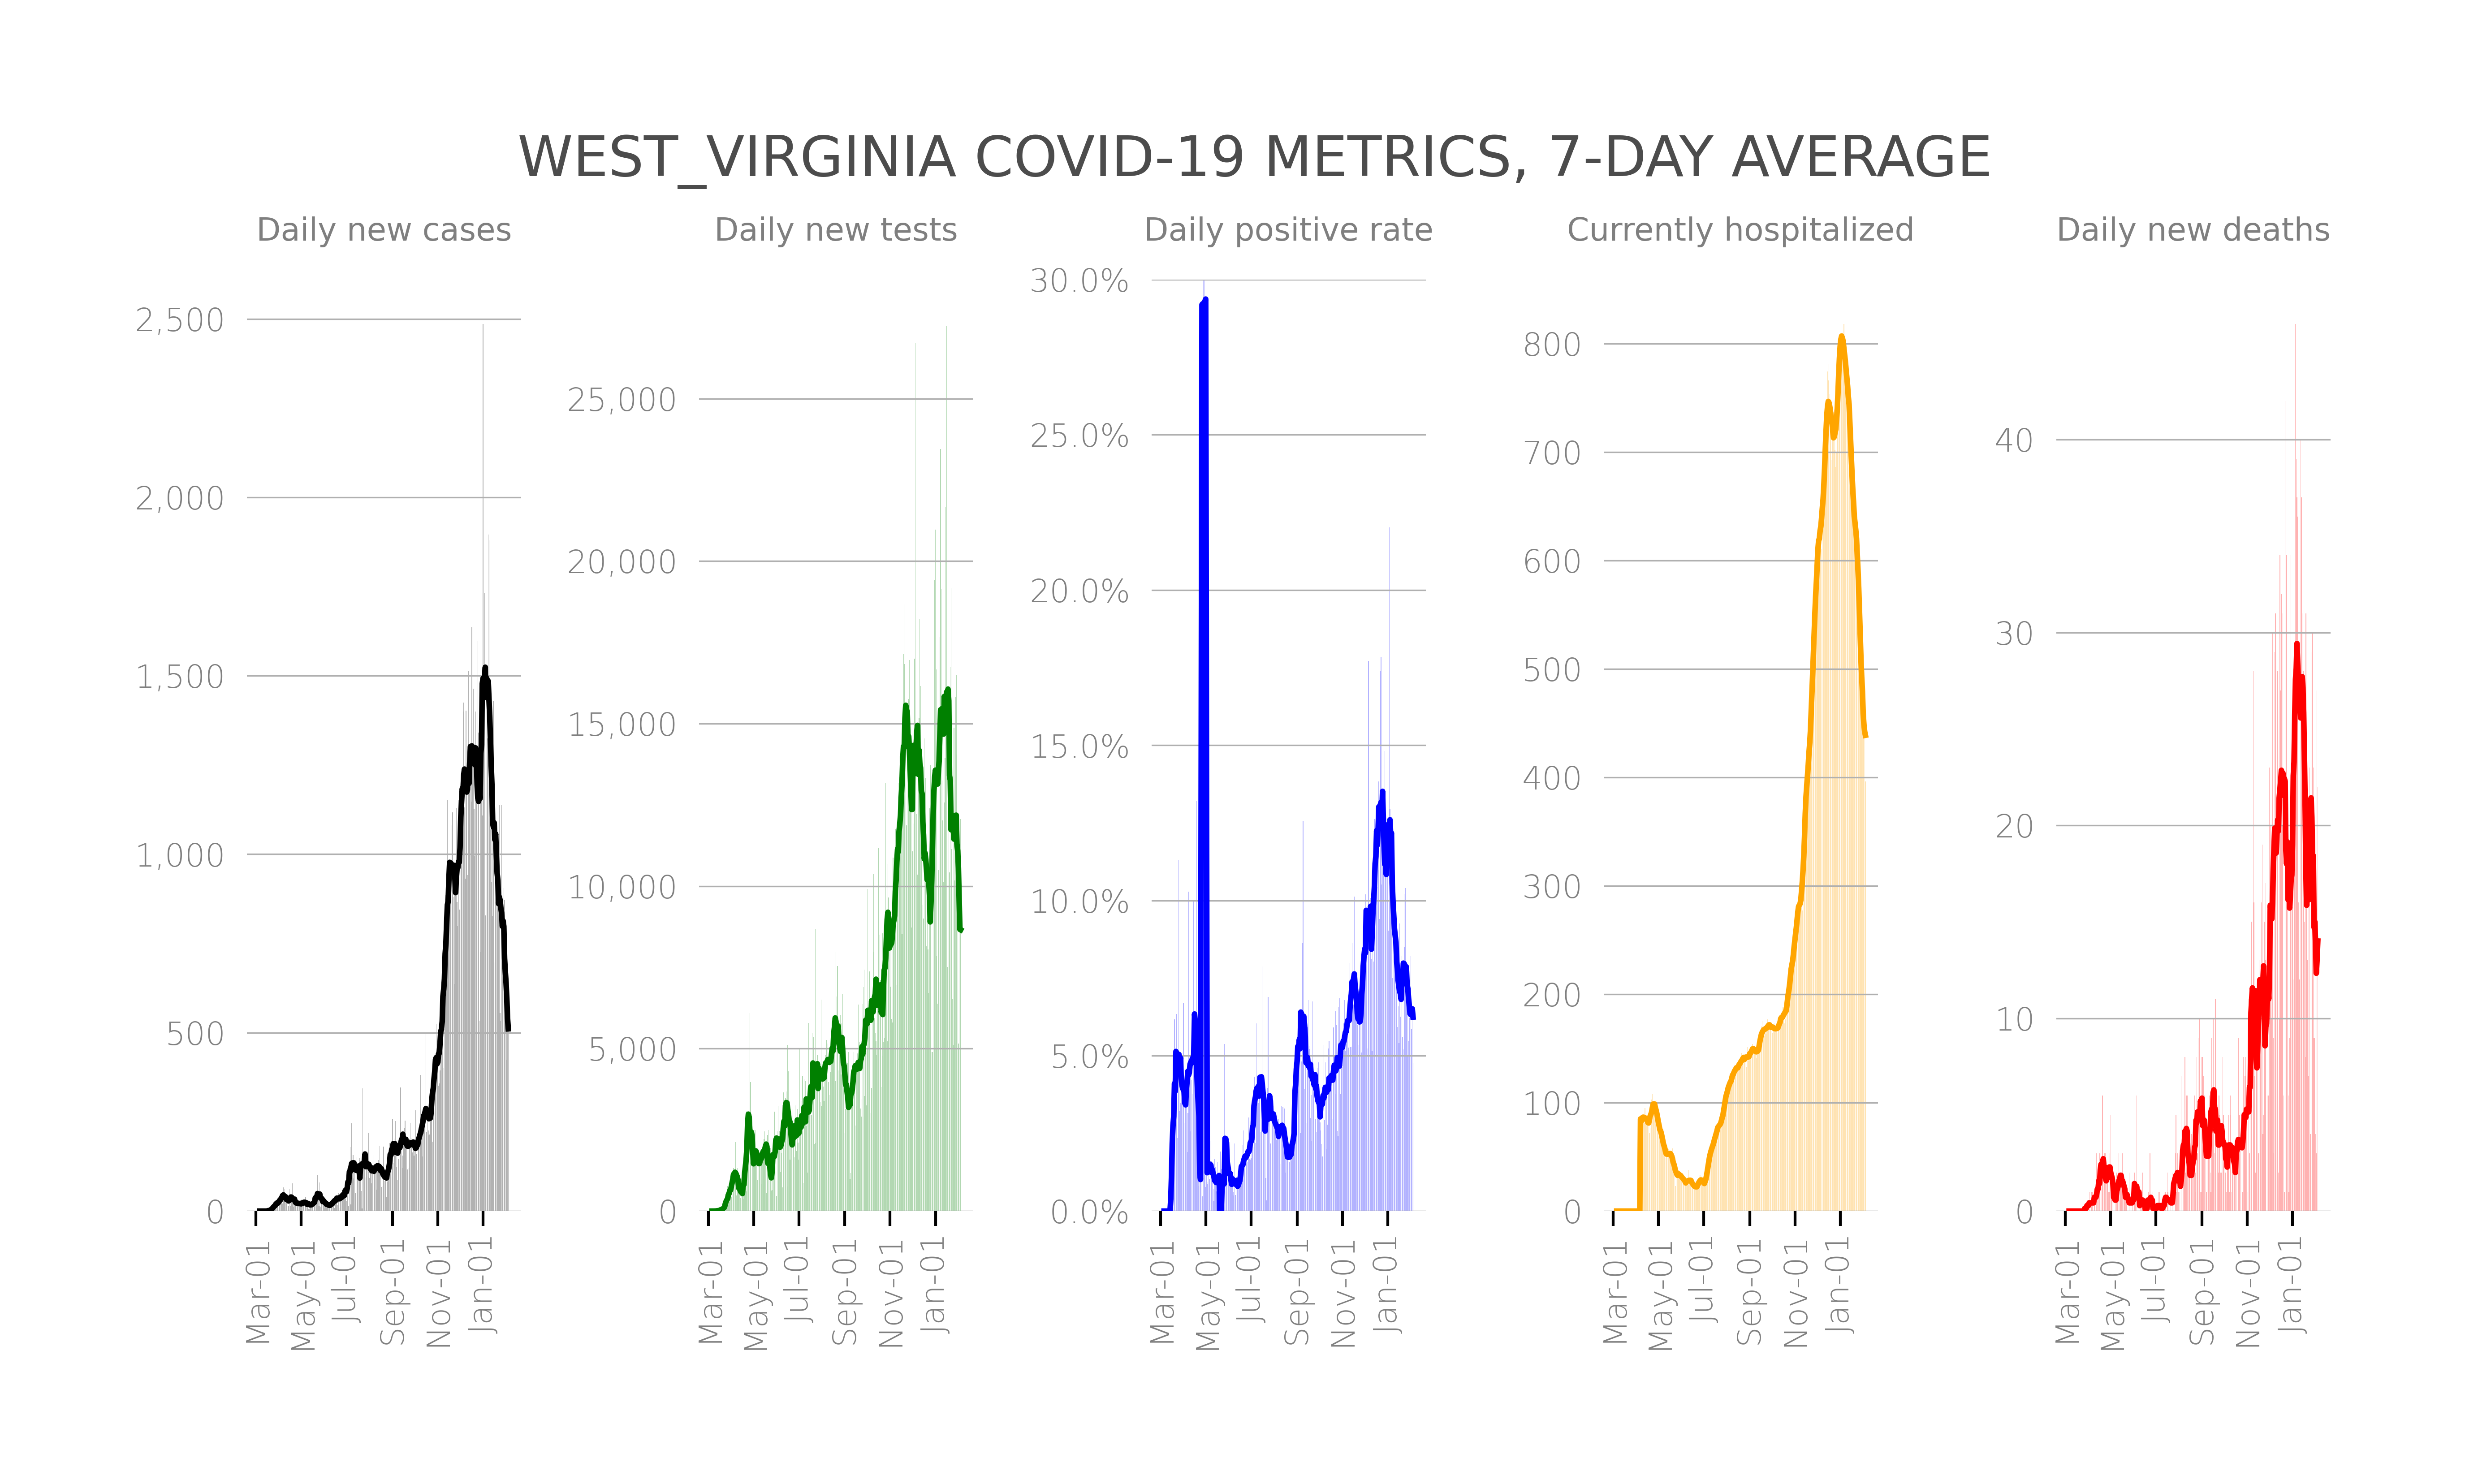 WEST_VIRGINIA COVID-19 METRICS, 7-DAY AVERAGE
Daily new cases
2,500
2,000
1,500
1,000
500
0
Mar-01
May-01
Jul-01
Sep-01
Nov-01
Jan-01
Daily new tests
25,000
20,000
15,000
10,000
5,000
0
Mar-01
May-01
Jul-01
Sep-01
Nov-01
Jan-01
Daily positive rate
30.0%
25.0%
20.0%
15.0%
10.0%
5.0%
0.0%
Mar-01
May-01
Jul-01
Sep-01
Nov-01
Jan-01
Currently hospitalized
800
700
600
500
400
300
200
100
0
Mar-01
May-01
Jul-01
Sep-01
Nov-01
Jan-01
Daily new deaths
40
30
20
10
0
Mar-01
May-01
Jul-01
Sep-01
Nov-01
Jan-01